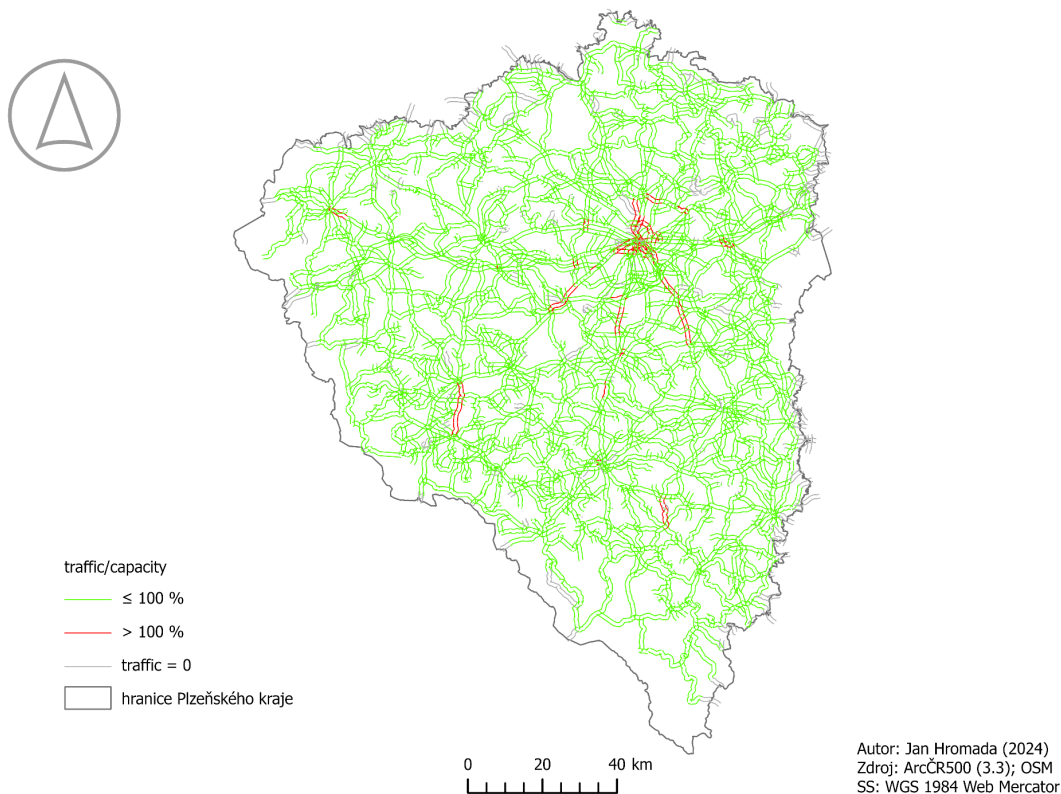 traffic/capacity
≤ 100 %
> 100 %
traffic = 0
hranice Plzeňského kraje
0 20 40 km
Autor: Jan Hromada (2024)
Zdroj: ArcČR500 (3.3); OSM
SS: WGS 1984 Web Mercator